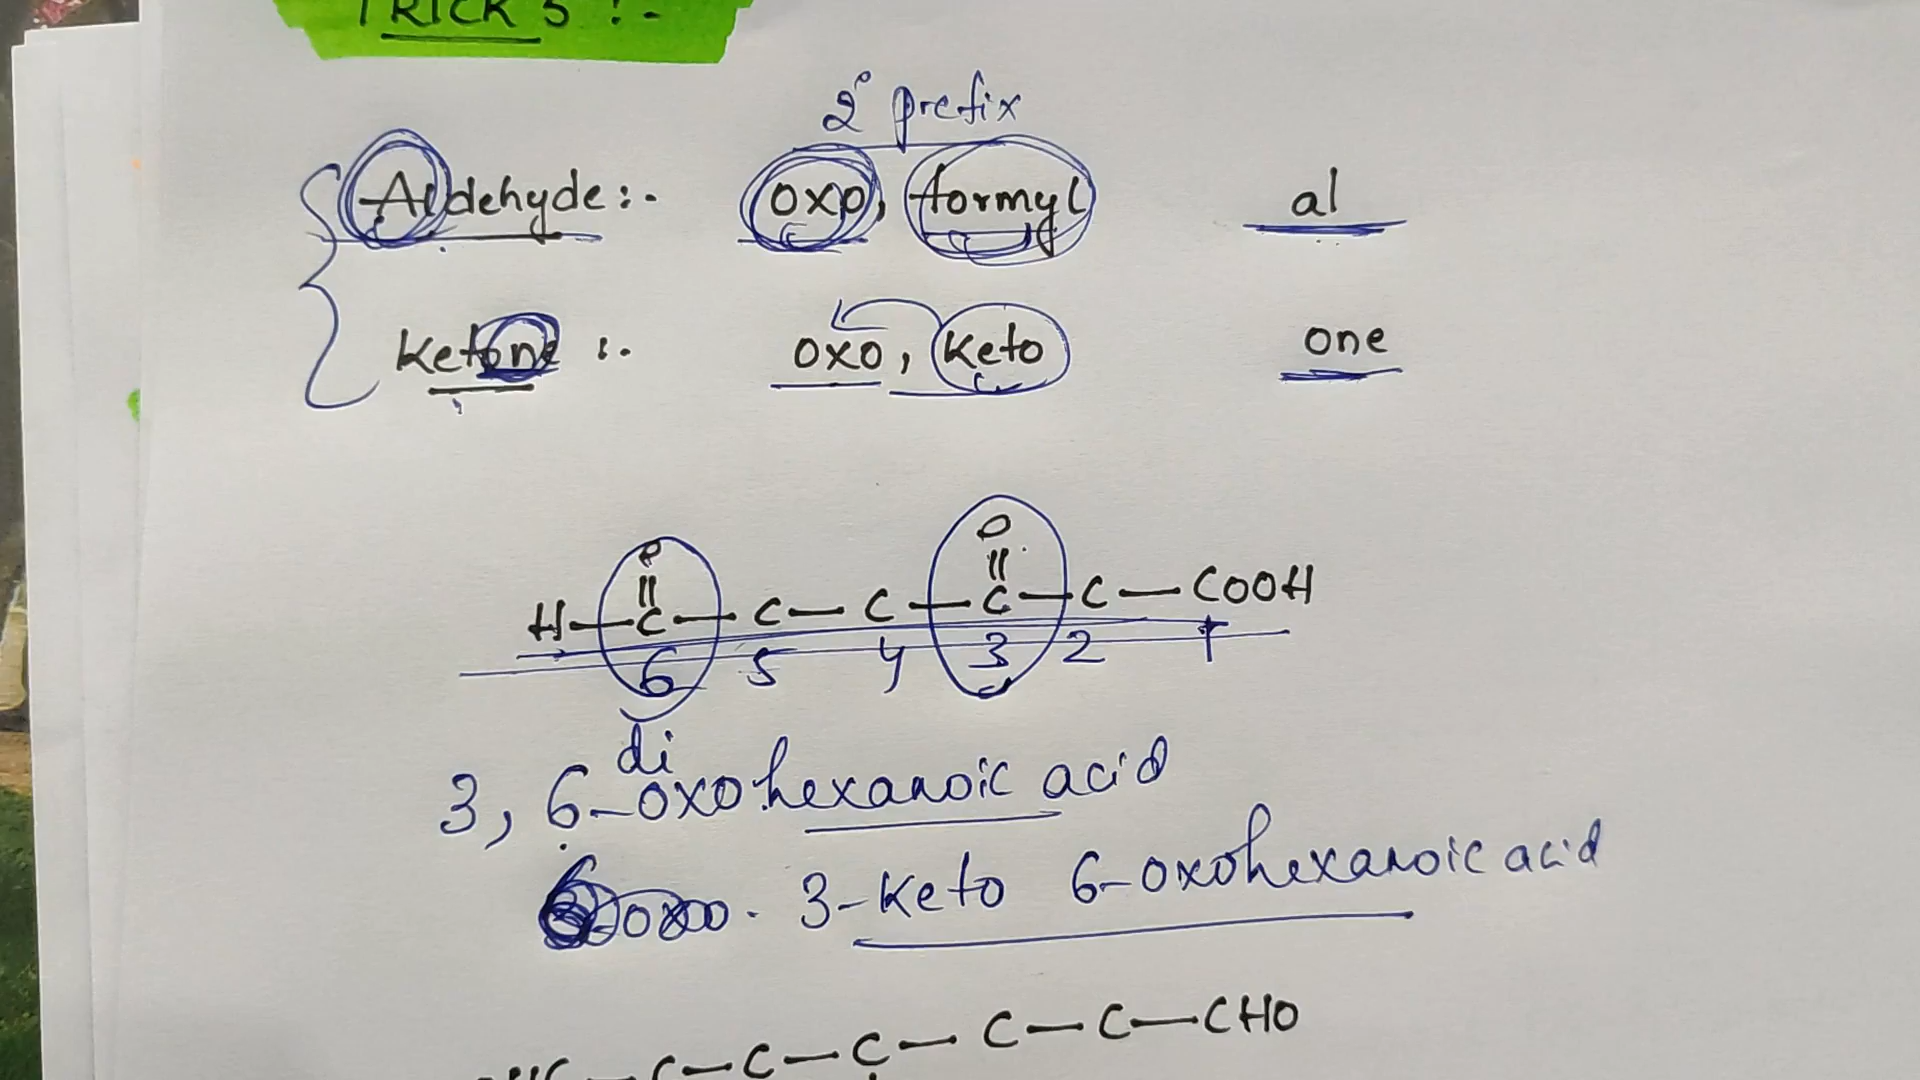 TRICK 5 :-
2° prefix
Aldehyde:- oxo, formyl al
Ketone :- oxo, keto one
O O
|| ||
H—C—C—C—C—C—COOH
6 5 4 3 2 1
di
3, 6-oxohexanoic acid
3-keto 6-oxohexanoic acid
C—C—C—C—C—CHO